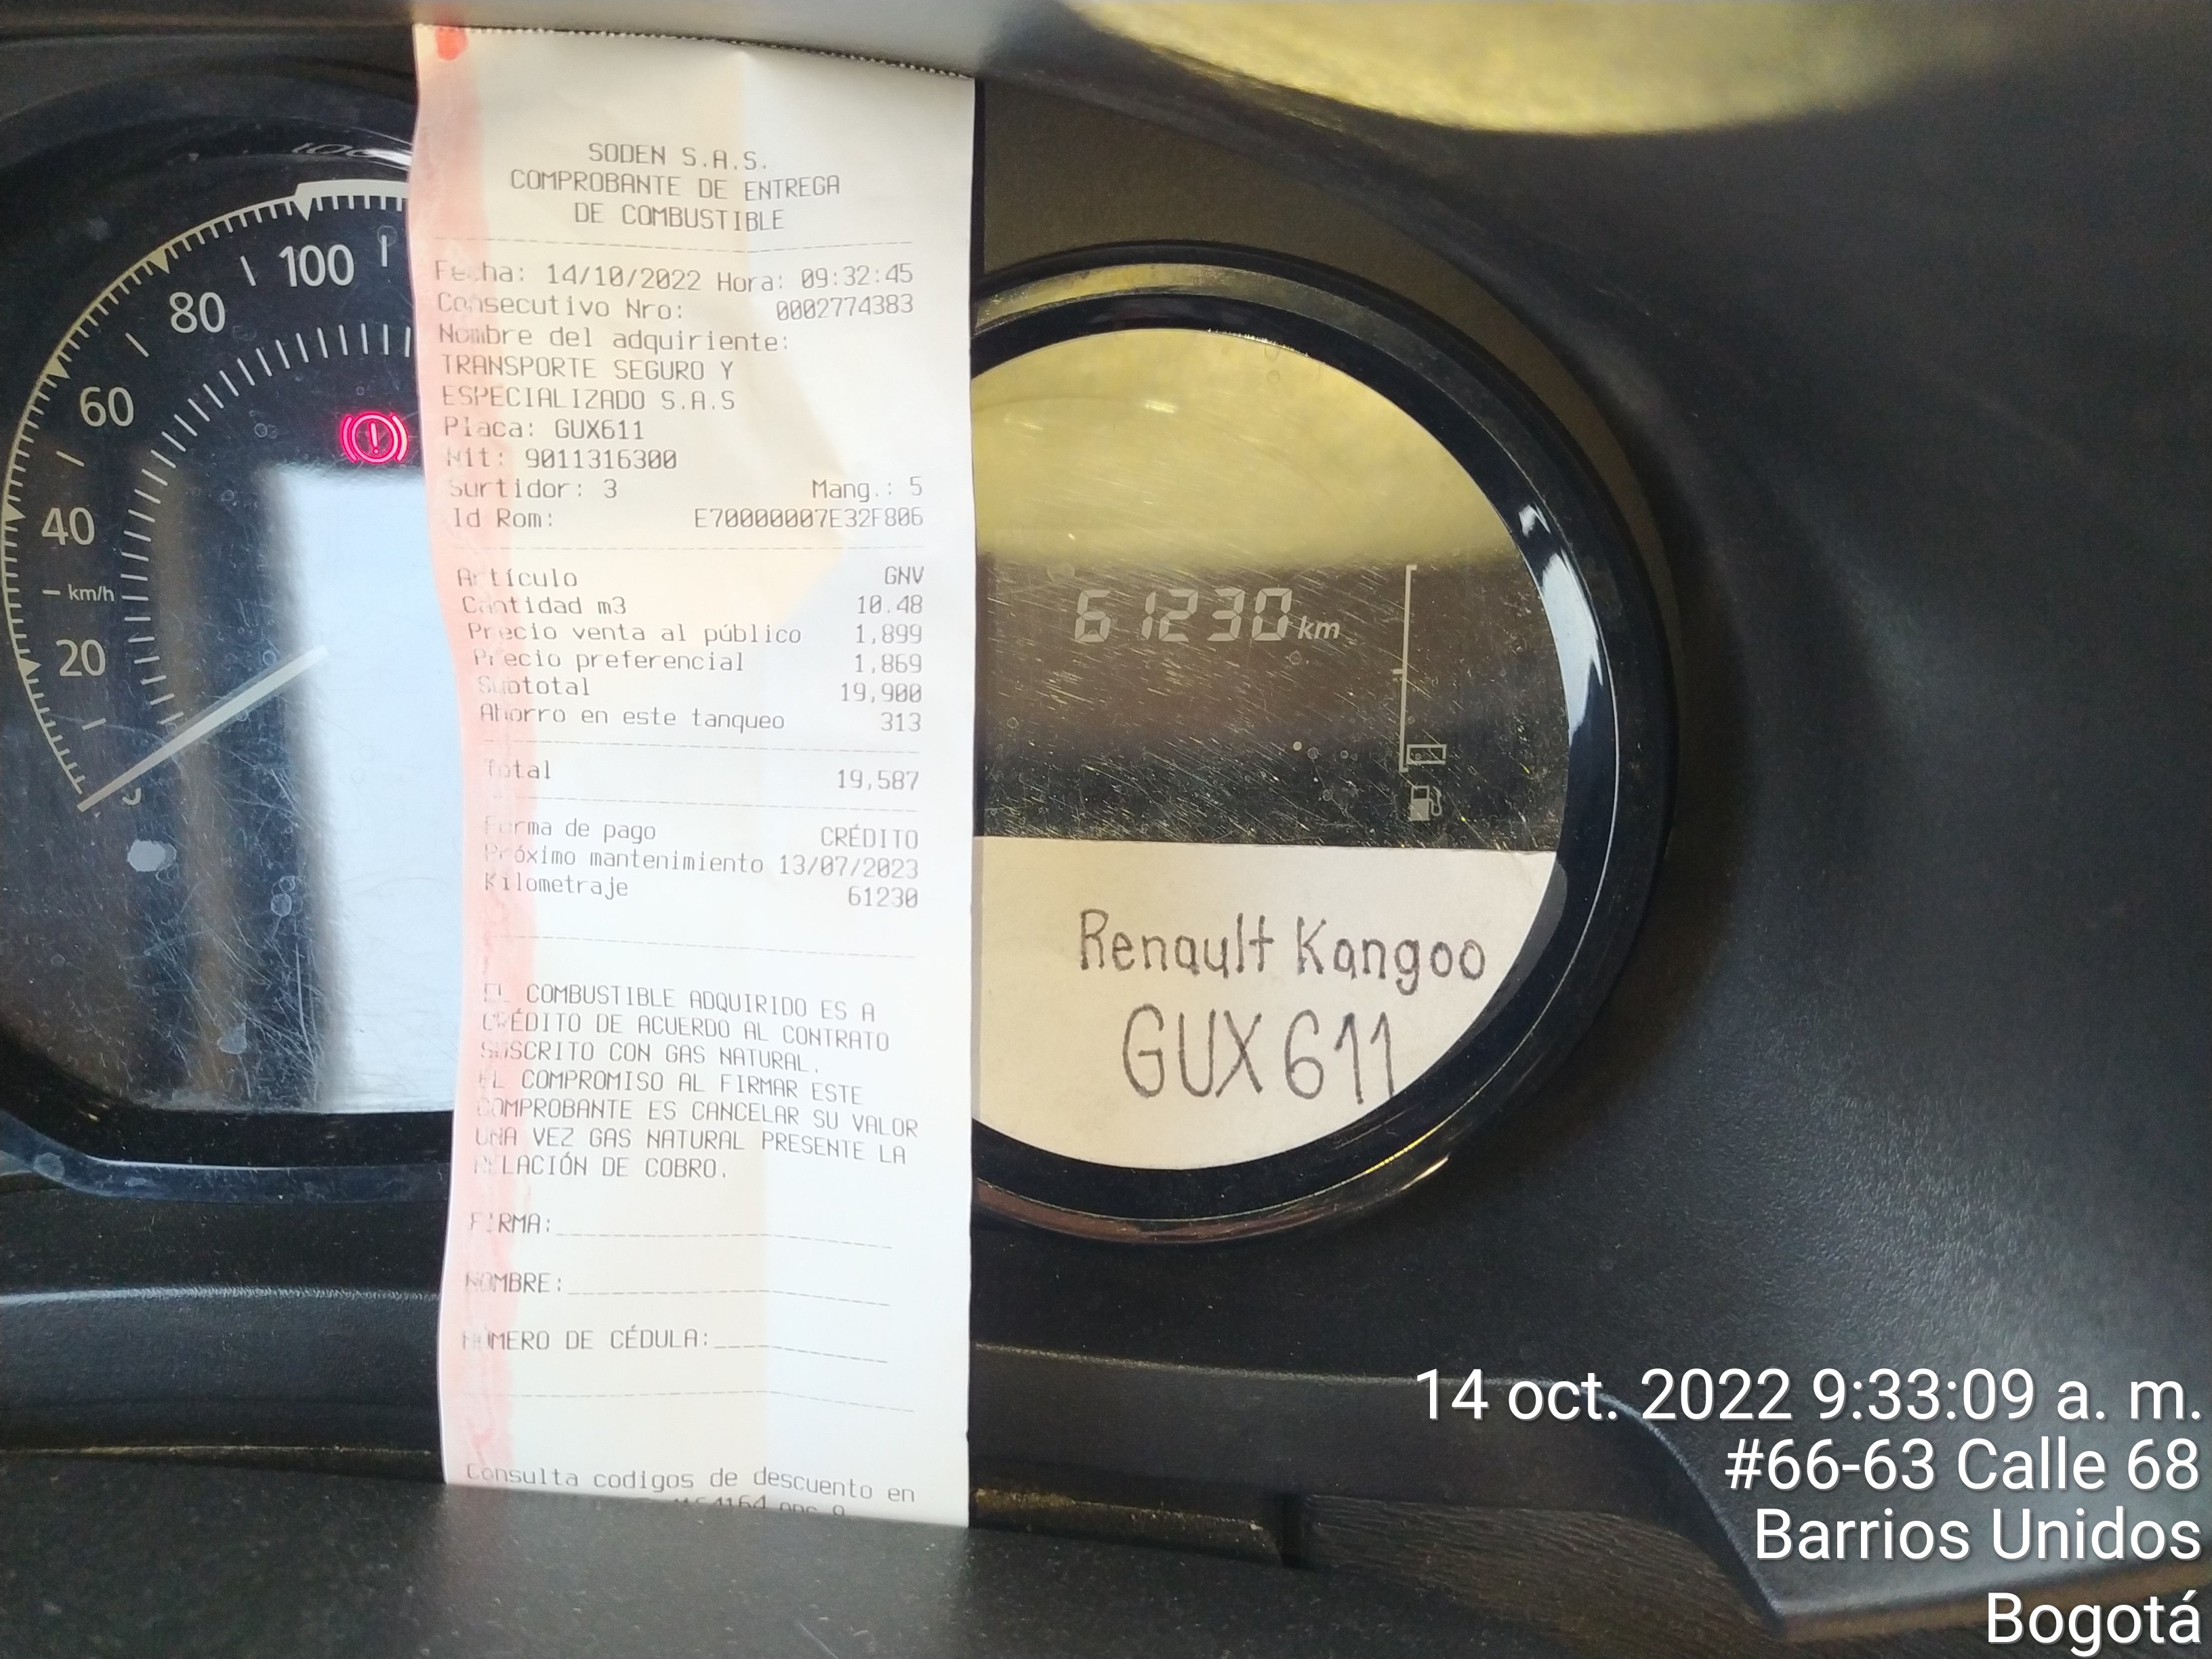 SODEN S.A.S.
COMPROBANTE DE ENTREGA
DE COMBUSTIBLE
Fecha: 14/10/2022 Hora: 09:32:45
Consecutivo Nro: 0002774383
Nombre del adquiriente:
TRANSPORTE SEGURO Y
ESPECIALIZADO S.A.S
Placa: GUX611
Nit: 9011316300
Surtidor: 3 Mang.: 5
Id Rom: E70000007E32F806
Artículo GNV
Cantidad m3 10.48
Precio venta al público 1,899
Precio preferencial 1,869
Subtotal 19,900
Ahorro en este tanqueo 313
Total 19,587
Forma de pago CRÉDITO
Próximo mantenimiento 13/07/2023
Kilometraje 61230
EL COMBUSTIBLE ADQUIRIDO ES A
CRÉDITO DE ACUERDO AL CONTRATO
SUSCRITO CON GAS NATURAL.
EL COMPROMISO AL FIRMAR ESTE
COMPROBANTE ES CANCELAR SU VALOR
UNA VEZ GAS NATURAL PRESENTE LA
RELACIÓN DE COBRO.
FIRMA:
NOMBRE:
NÚMERO DE CÉDULA:
Consulta codigos de descuento en
100
80
60
40
km/h
20
61230 km
Renault Kangoo
GUX611
14 oct. 2022 9:33:09 a. m.
#66-63 Calle 68
Barrios Unidos
Bogotá